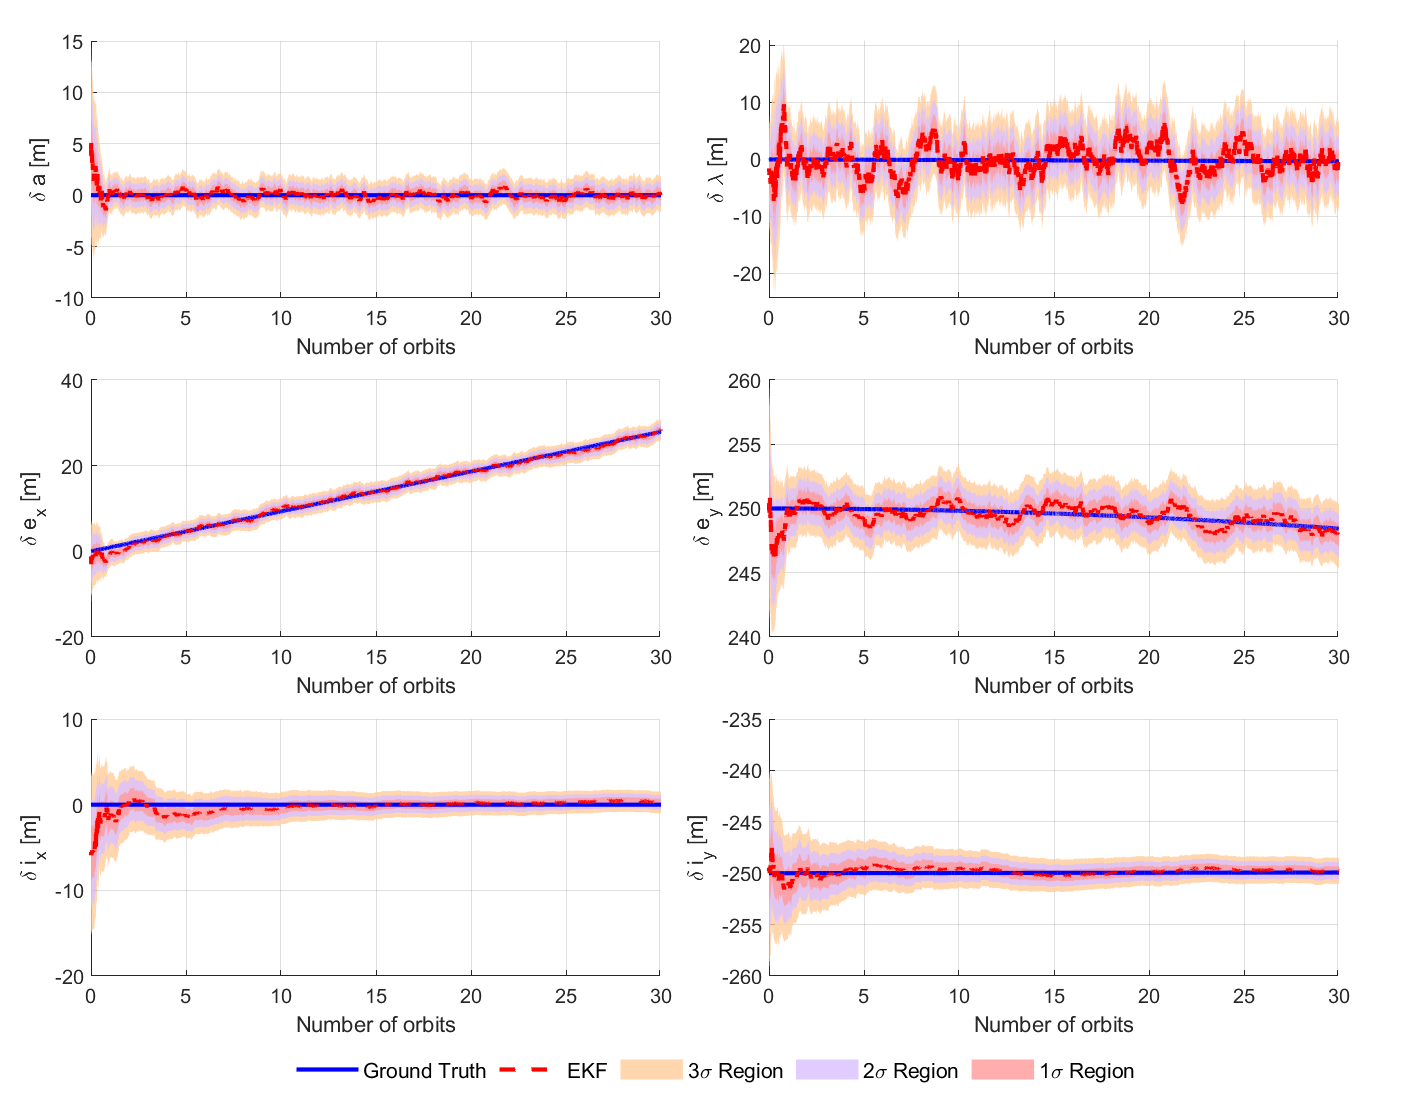 δ a [m]
15
10
5
0
-5
-10
0 5 10 15 20 25 30
Number of orbits
δ λ [m]
20
10
0
-10
-20
0 5 10 15 20 25 30
Number of orbits
δ e_x [m]
40
20
0
-20
0 5 10 15 20 25 30
Number of orbits
δ e_y [m]
260
255
250
245
240
0 5 10 15 20 25 30
Number of orbits
δ i_x [m]
10
0
-10
-20
0 5 10 15 20 25 30
Number of orbits
δ i_y [m]
-235
-240
-245
-250
-255
-260
0 5 10 15 20 25 30
Number of orbits
Ground Truth EKF 3σ Region 2σ Region 1σ Region